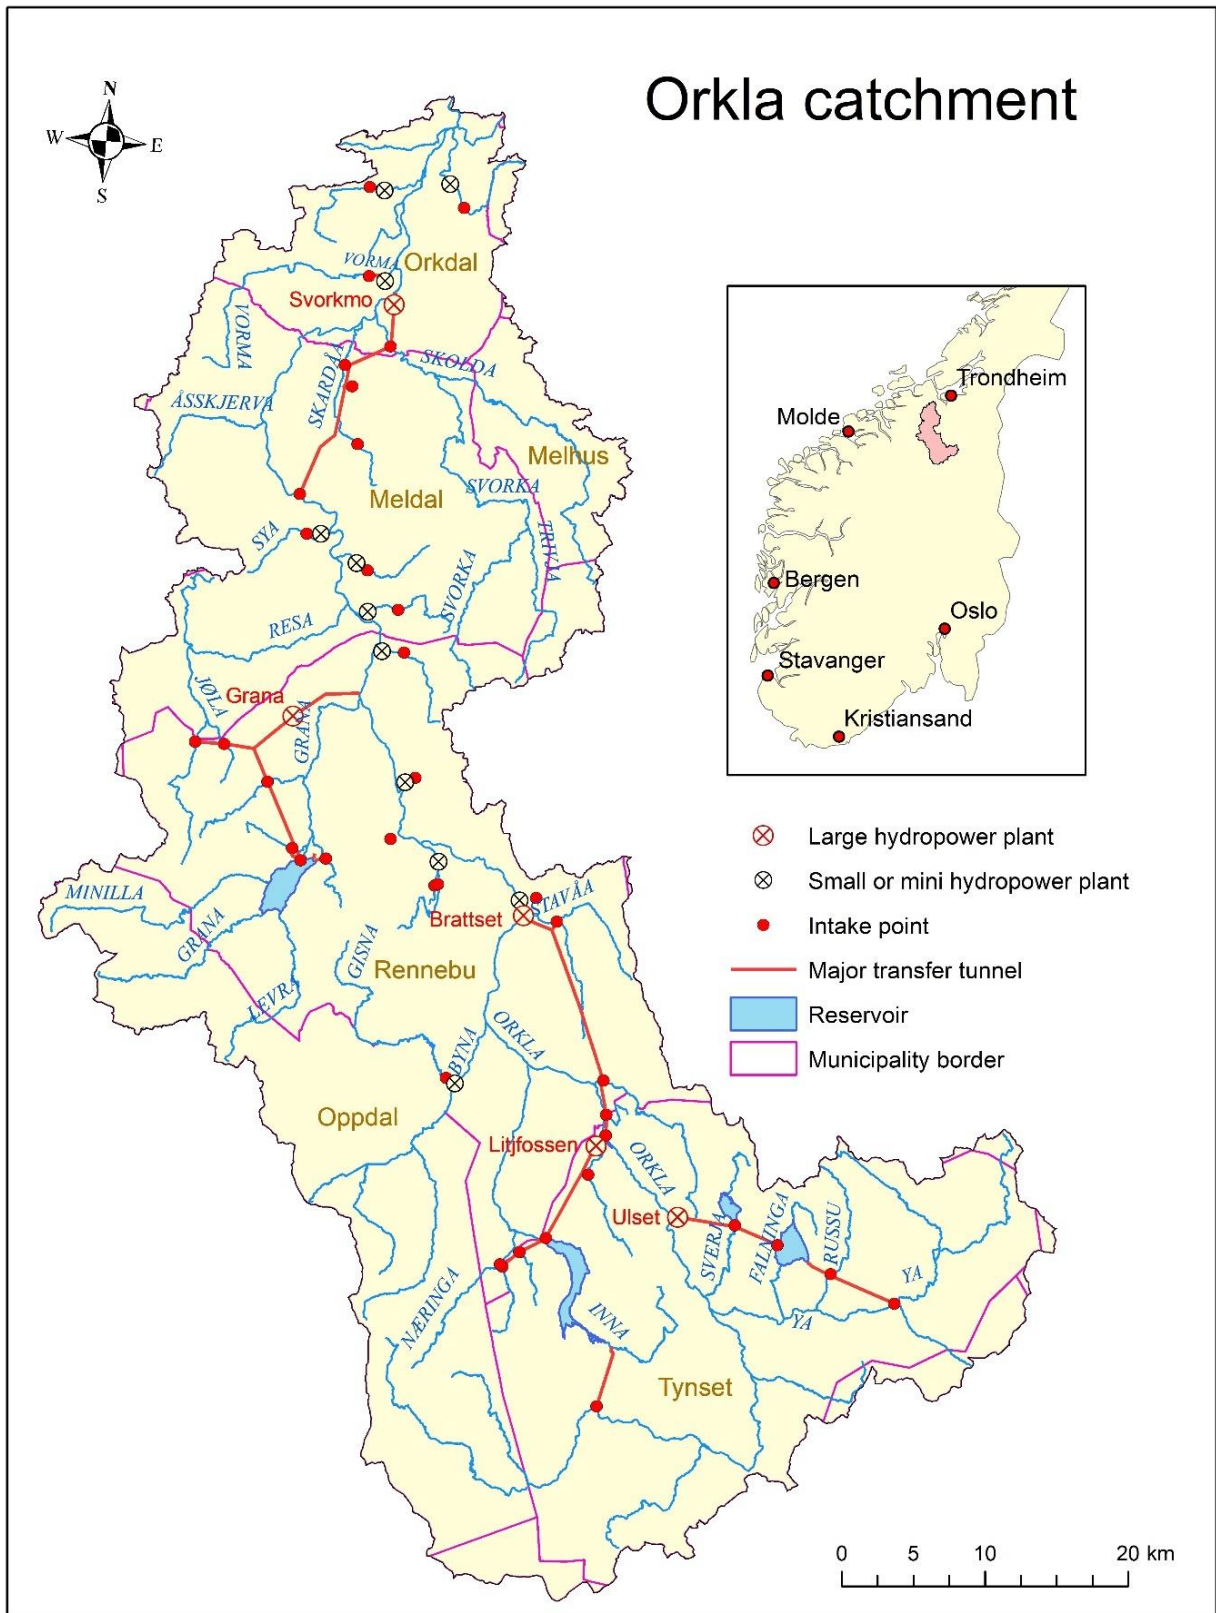 Orkla catchment
N
W
E
S
Orkdal
VORMA
Svorkmo
VORMA
SKARDÅA
SKOLDA
ÅSSKJERVA
Melhus
SVORKA
Meldal
SYA
TRIVJA
SVORKA
RESA
JØLA
Grana
GRANA
MINILLA
GRANA
STAVÅA
Brattset
GISNA
Rennebu
LEVRA
ORKLA
BYNA
Oppdal
Litjfossen
ORKLA
Ulset
SVERJA
FALNINGA
RUSSU
YA
YA
NÆRINGA
INNA
Tynset
Trondheim
Molde
Bergen
Oslo
Stavanger
Kristiansand
Large hydropower plant
Small or mini hydropower plant
Intake point
Major transfer tunnel
Reservoir
Municipality border
0 5 10 20 km